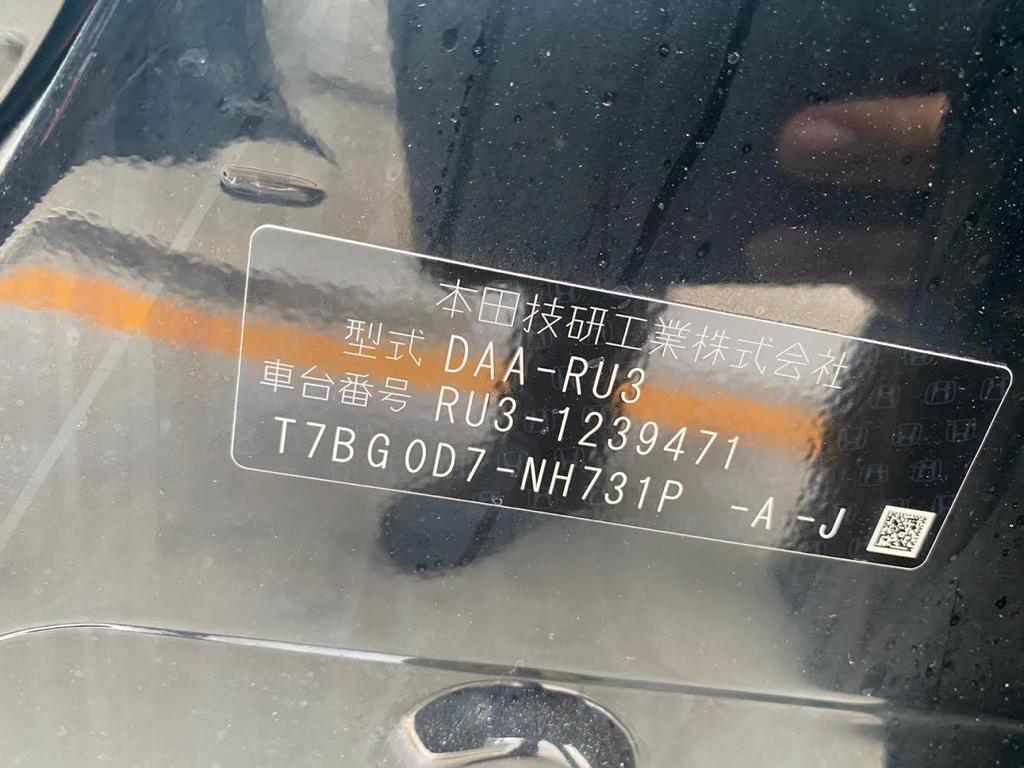 本田技研工業株式会社
型式 DAA-RU3
車台番号 RU3-1239471
T7BG0D7-NH731P -A-J